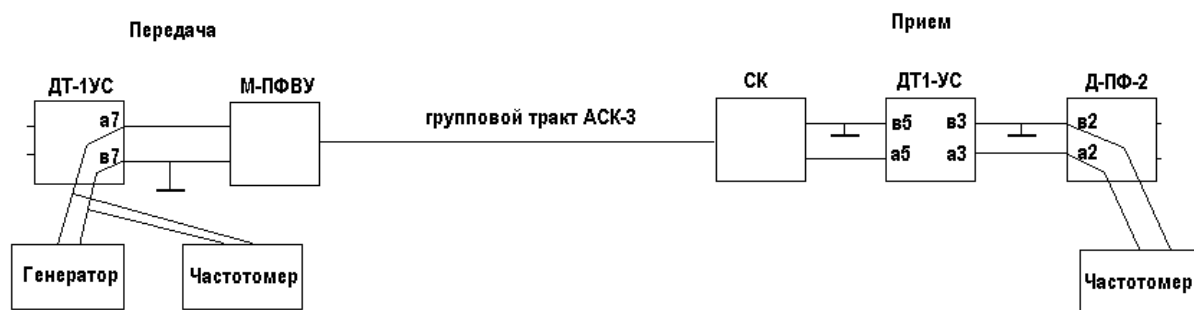 Передача
Прием
ДТ-1УС
М-ПФВУ
СК
ДТ1-УС
Д-ПФ-2
а7
в7
групповой тракт АСК-3
в5
в3
а5
а3
в2
а2
Генератор
Частотомер
Частотомер